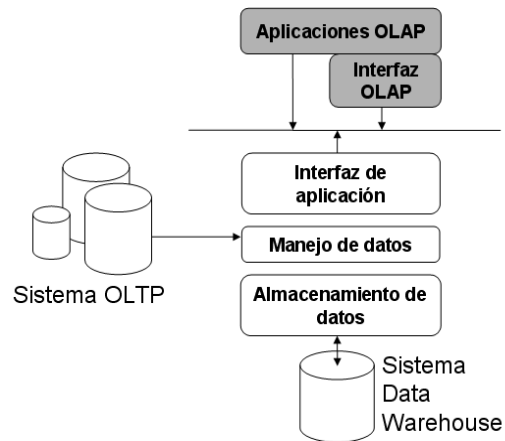 Aplicaciones OLAP
Interfaz
OLAP
Interfaz de
aplicación
Manejo de datos
Sistema OLTP
Almacenamiento de
datos
Sistema
Data
Warehouse